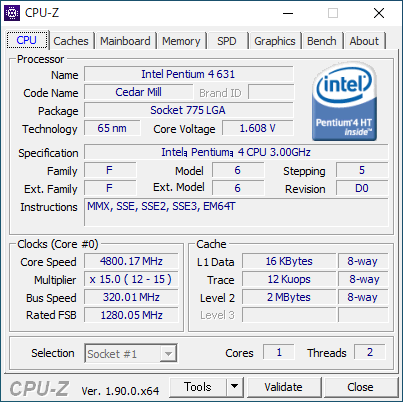 CPU-Z
CPU Caches Mainboard Memory SPD Graphics Bench About
Processor
Name Intel Pentium 4 631
Code Name Cedar Mill Brand ID
Package Socket 775 LGA
Technology 65 nm Core Voltage 1.608 V
intel
Pentium 4 HT
inside™
Specification Intel Pentium 4 CPU 3.00GHz
Family F Model 6 Stepping 5
Ext. Family F Ext. Model 6 Revision D0
Instructions MMX, SSE, SSE2, SSE3, EM64T
Clocks (Core #0)
Core Speed 4800.17 MHz
Multiplier x 15.0 ( 12 - 15 )
Bus Speed 320.01 MHz
Rated FSB 1280.05 MHz
Cache
L1 Data 16 KBytes 8-way
Trace 12 Kuops 8-way
Level 2 2 MBytes 8-way
Level 3
Selection Socket #1 Cores 1 Threads 2
CPU-Z Ver. 1.90.0.x64 Tools Validate Close